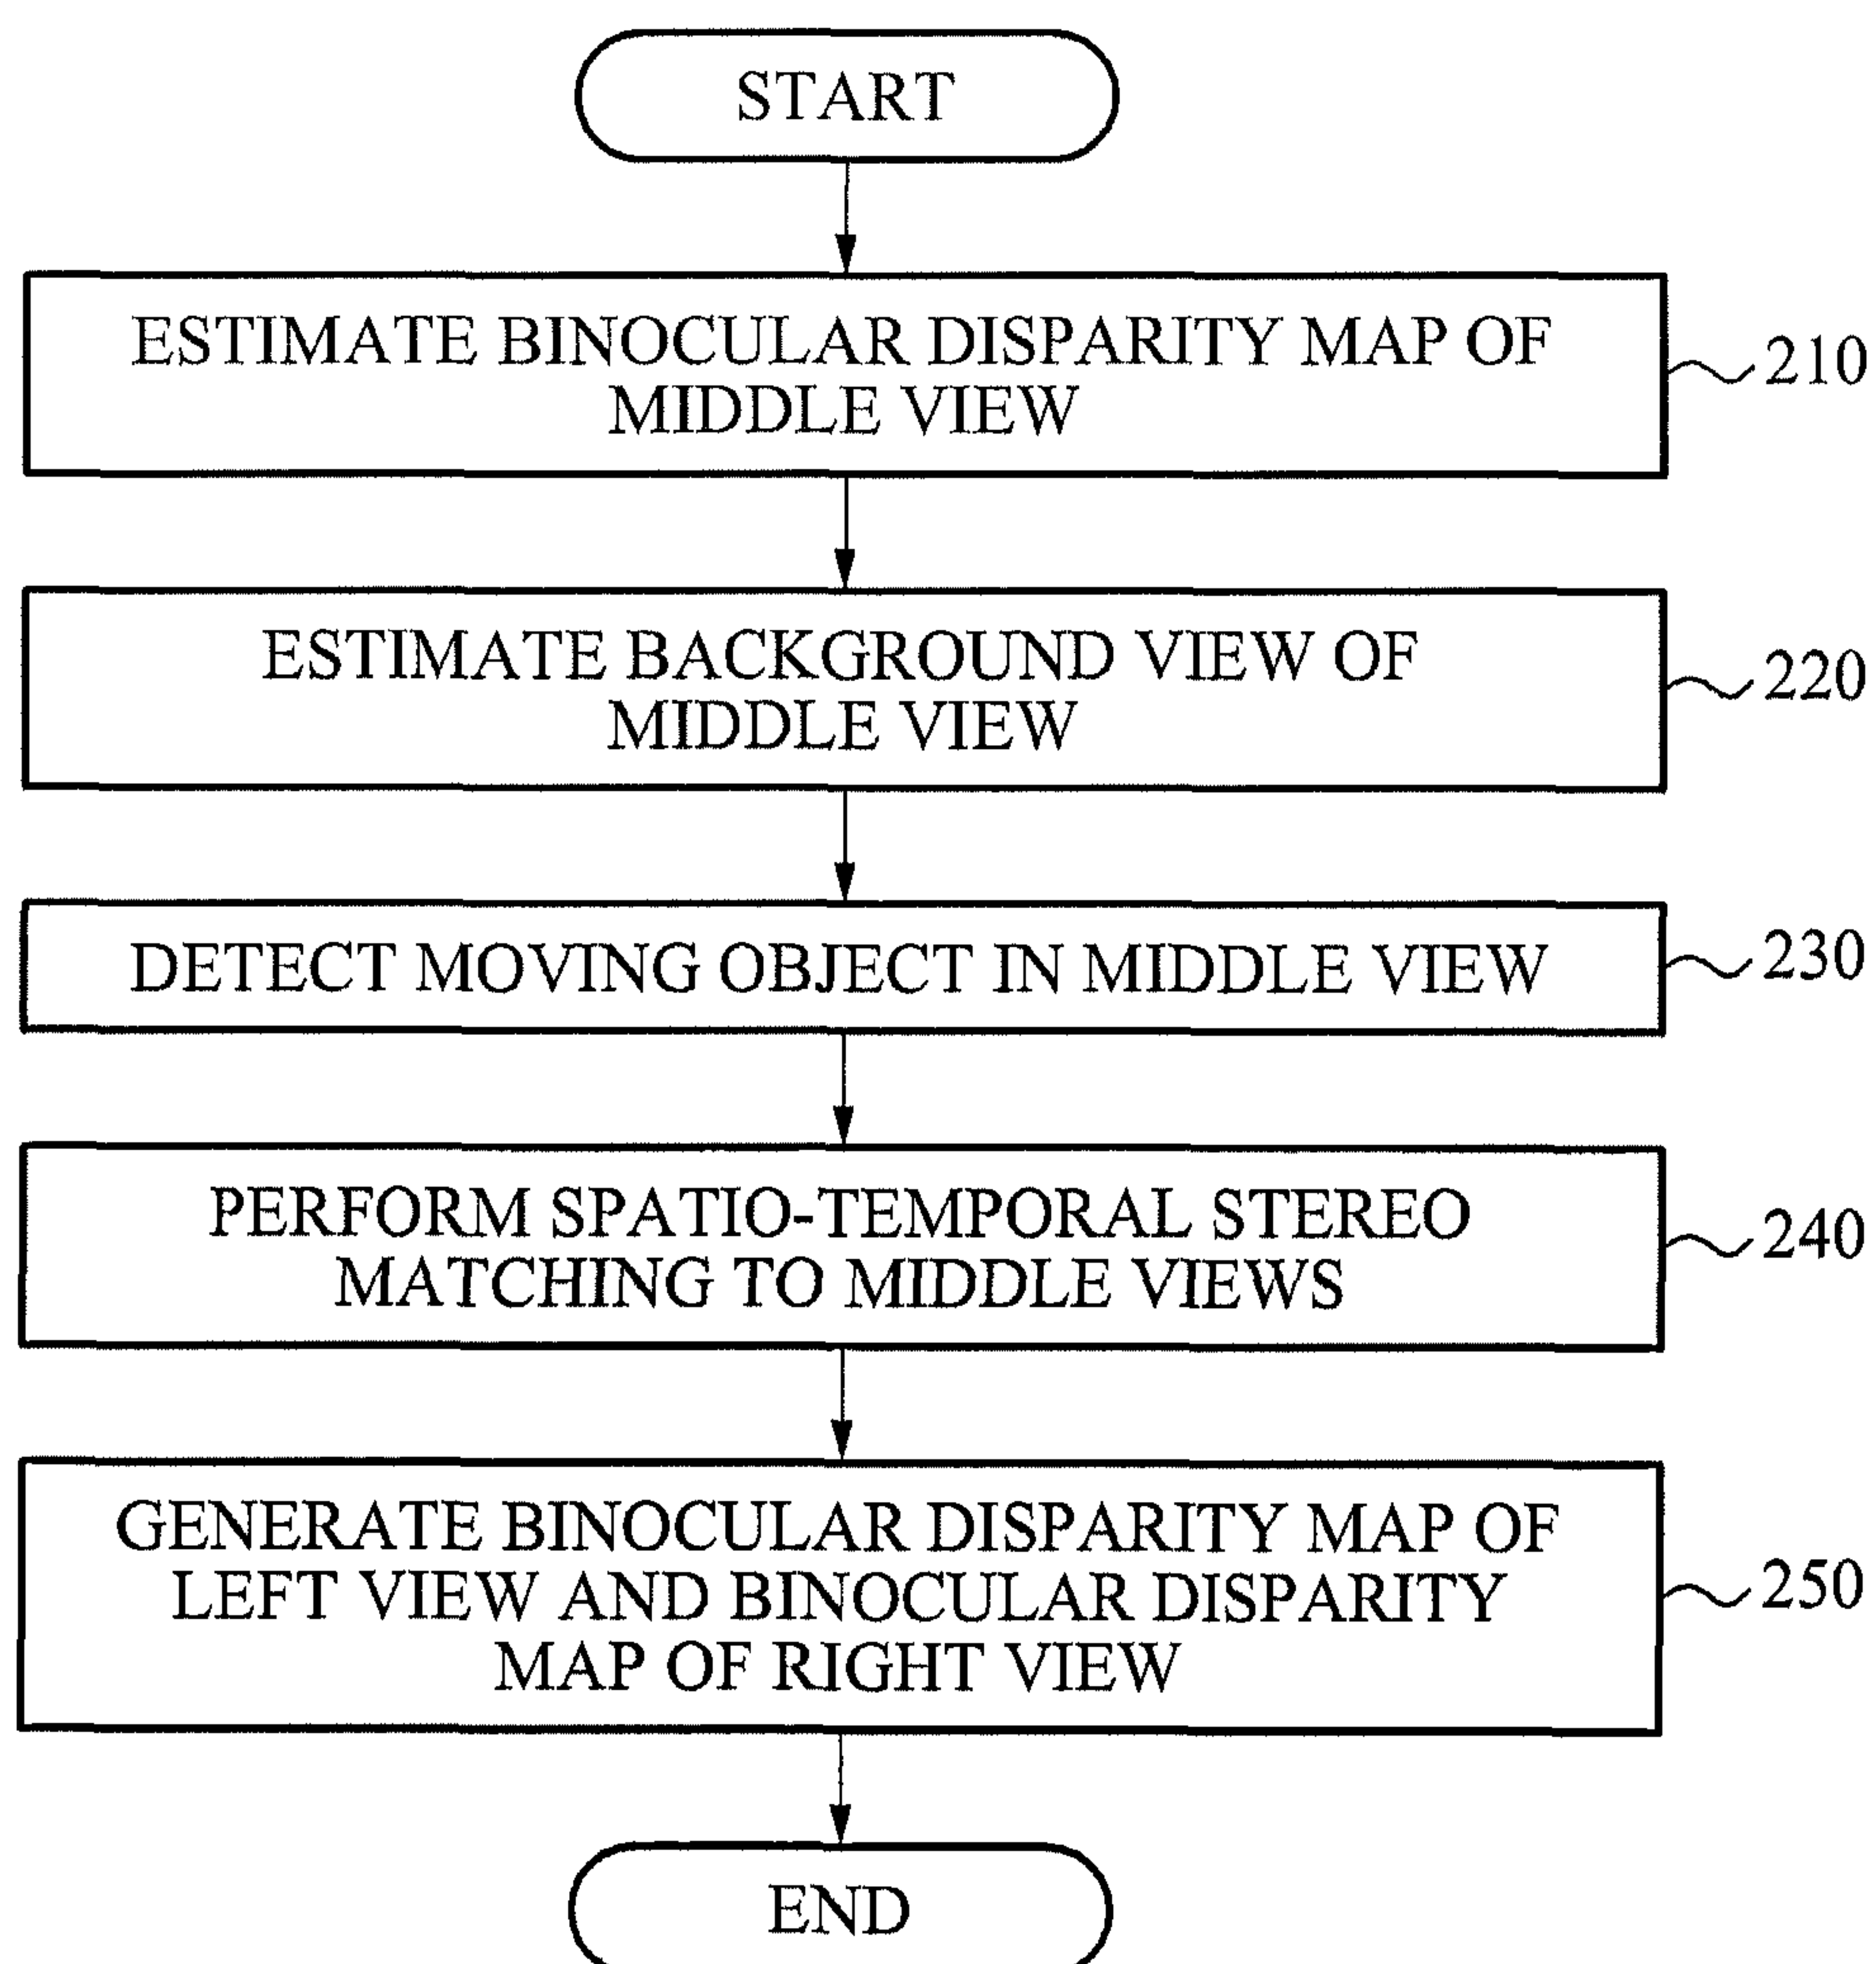 START
ESTIMATE BINOCULAR DISPARITY MAP OF
MIDDLE VIEW
210
ESTIMATE BACKGROUND VIEW OF
MIDDLE VIEW
220
DETECT MOVING OBJECT IN MIDDLE VIEW
230
PERFORM SPATIO-TEMPORAL STEREO
MATCHING TO MIDDLE VIEWS
240
GENERATE BINOCULAR DISPARITY MAP OF
LEFT VIEW AND BINOCULAR DISPARITY
MAP OF RIGHT VIEW
250
END